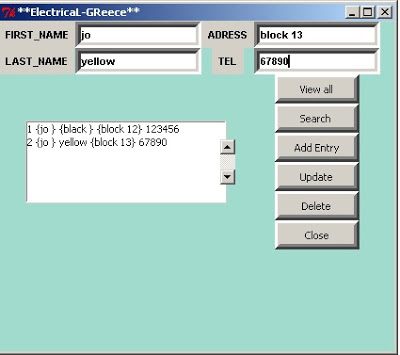 **ElectricaL-GReece**
FIRST_NAME jo ADRESS block 13
LAST_NAME yellow TEL 67890
View all
Search
1 {jo } {black } {block 12} 123456
2 {jo } yellow {block 13} 67890
Add Entry
Update
Delete
Close